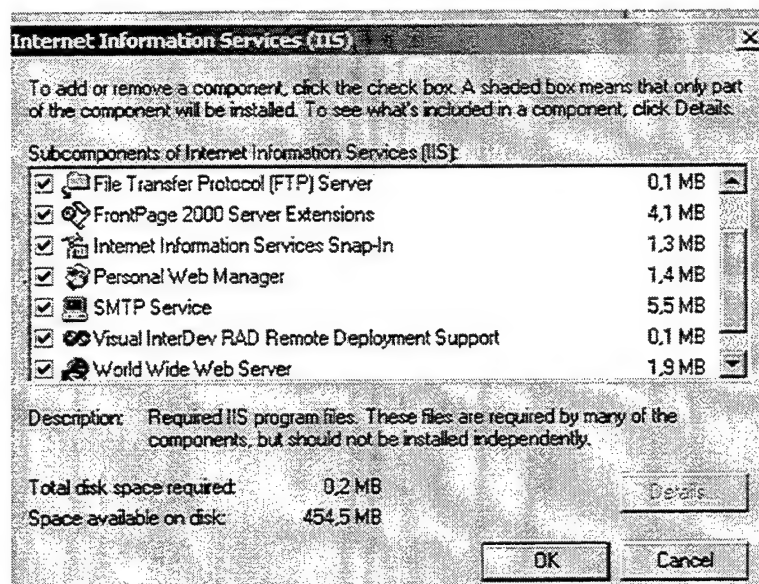 Internet Information Services (IIS)
To add or remove a component, click the check box. A shaded box means that only part
of the component will be installed. To see what's included in a component, click Details.
Subcomponents of Internet Information Services (IIS):
File Transfer Protocol (FTP) Server 0,1 MB
FrontPage 2000 Server Extensions 4,1 MB
Internet Information Services Snap-In 1,3 MB
Personal Web Manager 1,4 MB
SMTP Service 5,5 MB
Visual InterDev RAD Remote Deployment Support 0,1 MB
World Wide Web Server 1,9 MB
Description: Required IIS program files. These files are required by many of the
components, but should not be installed independently.
Total disk space required: 0,2 MB
Details...
Space available on disk: 454,5 MB
OK Cancel